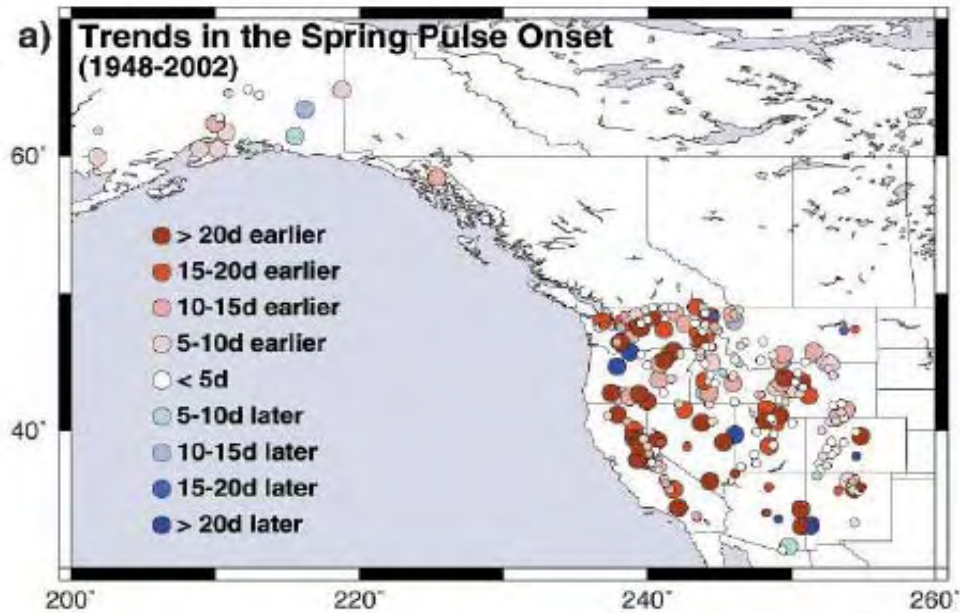 a) Trends in the Spring Pulse Onset
(1948-2002)
60°
> 20d earlier
15-20d earlier
10-15d earlier
5-10d earlier
< 5d
5-10d later
40°
10-15d later
15-20d later
> 20d later
200°
220°
240°
260°